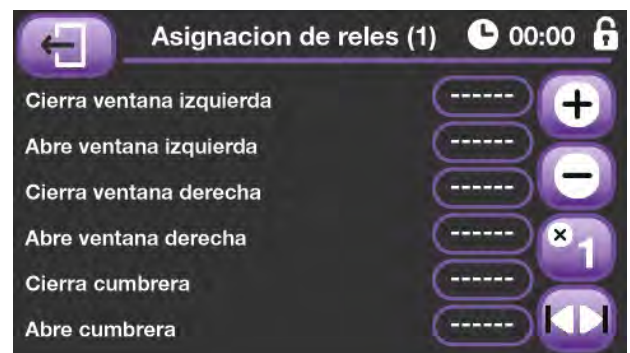 Asignacion de reles (1) 00:00
Cierra ventana izquierda ------
Abre ventana izquierda ------
Cierra ventana derecha ------
Abre ventana derecha ------
Cierra cumbrera ------
Abre cumbrera ------
+
−
×1